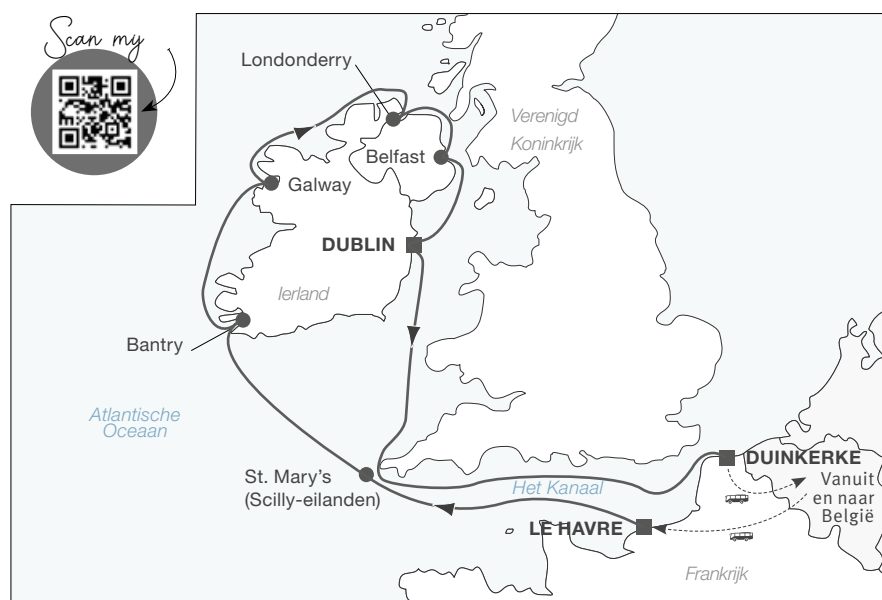 Scan my
Londonderry
Verenigd
Koninkrijk
Belfast
Galway
DUBLIN
Ierland
Bantry
Atlantische
Oceaan
St. Mary's
(Scilly-eilanden)
Het Kanaal
DUINKERKE
Vanuit
en naar
België
LE HAVRE
Frankrijk